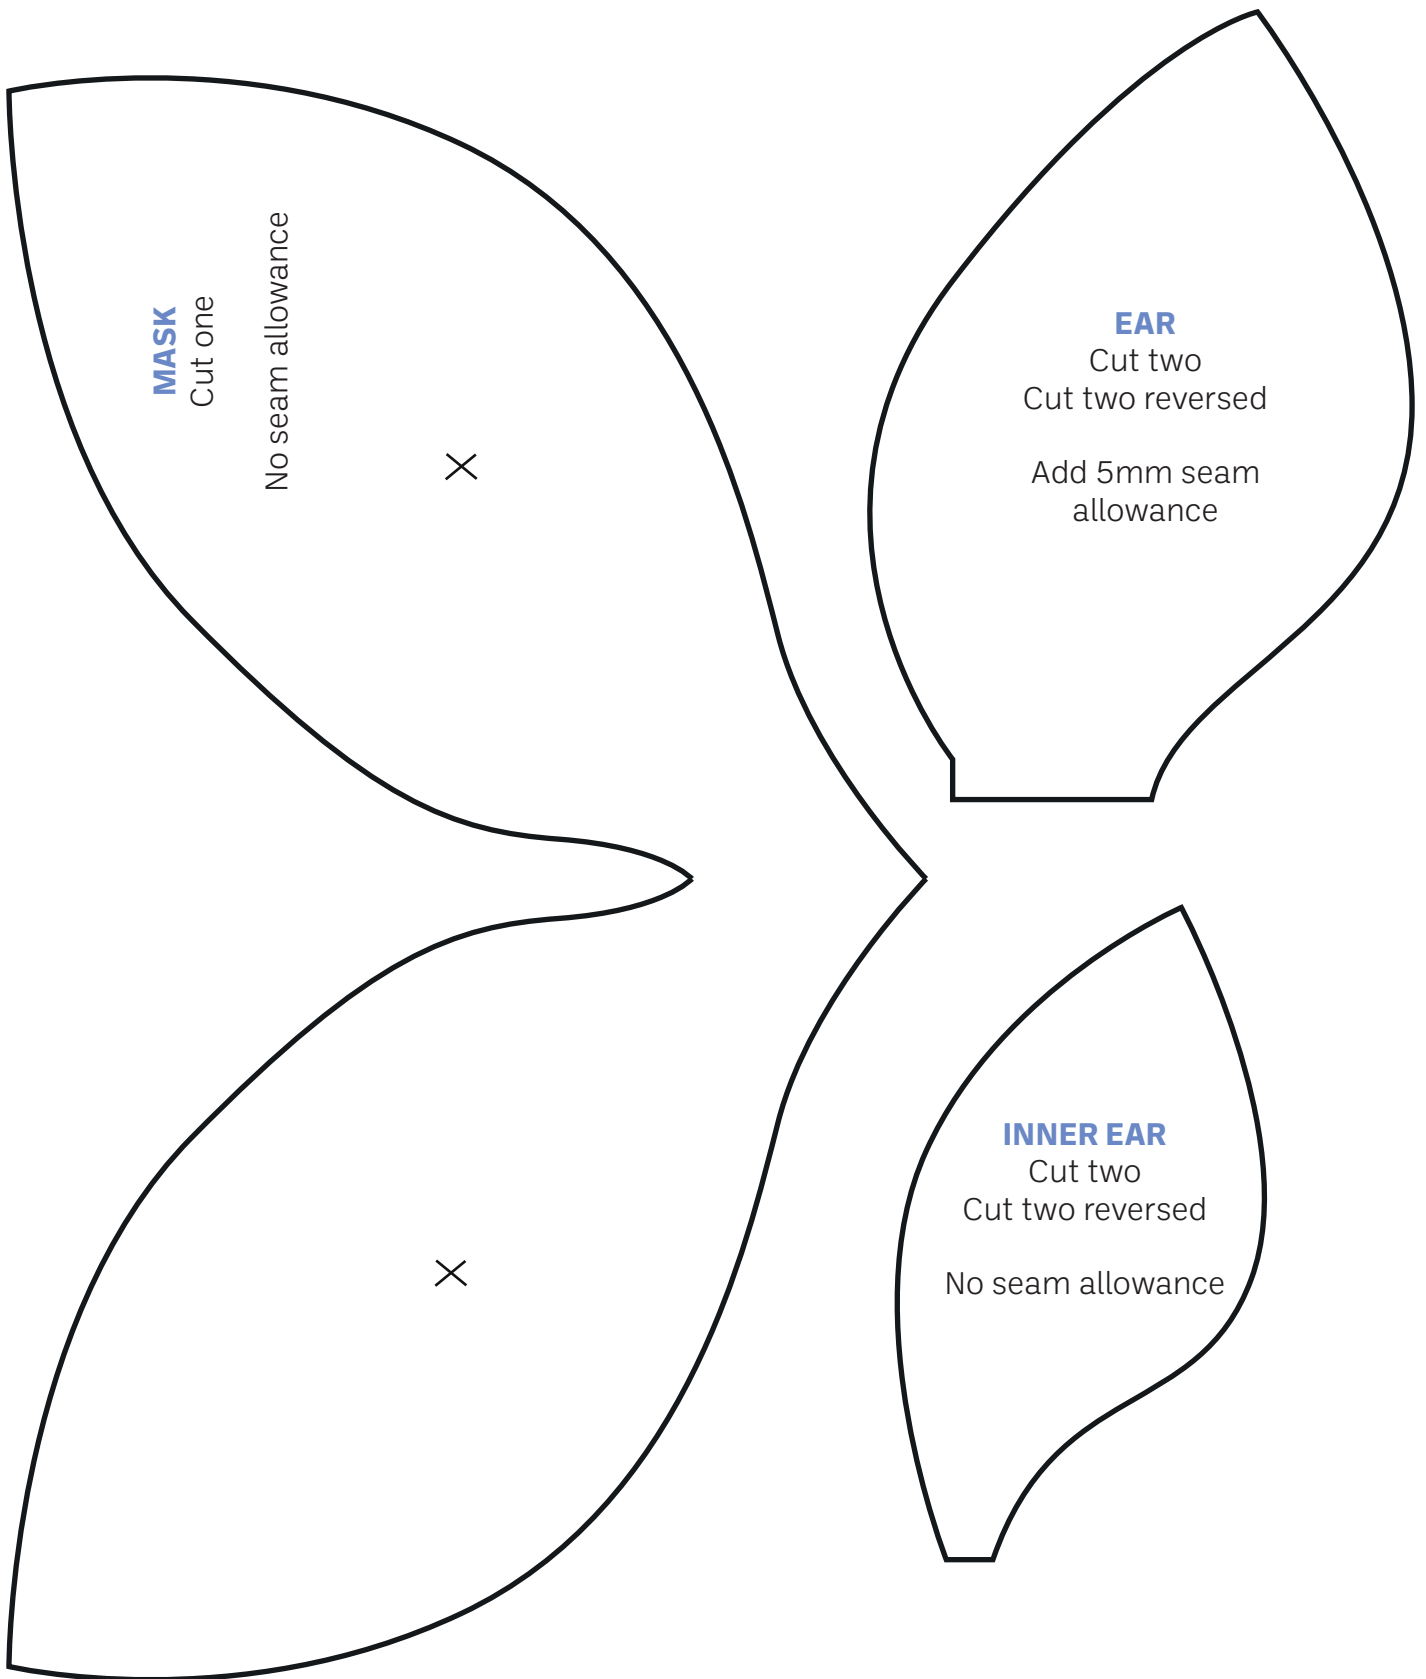 MASK
Cut one
No seam allowance
EAR
Cut two
Cut two reversed
Add 5mm seam
allowance
INNER EAR
Cut two
Cut two reversed
No seam allowance